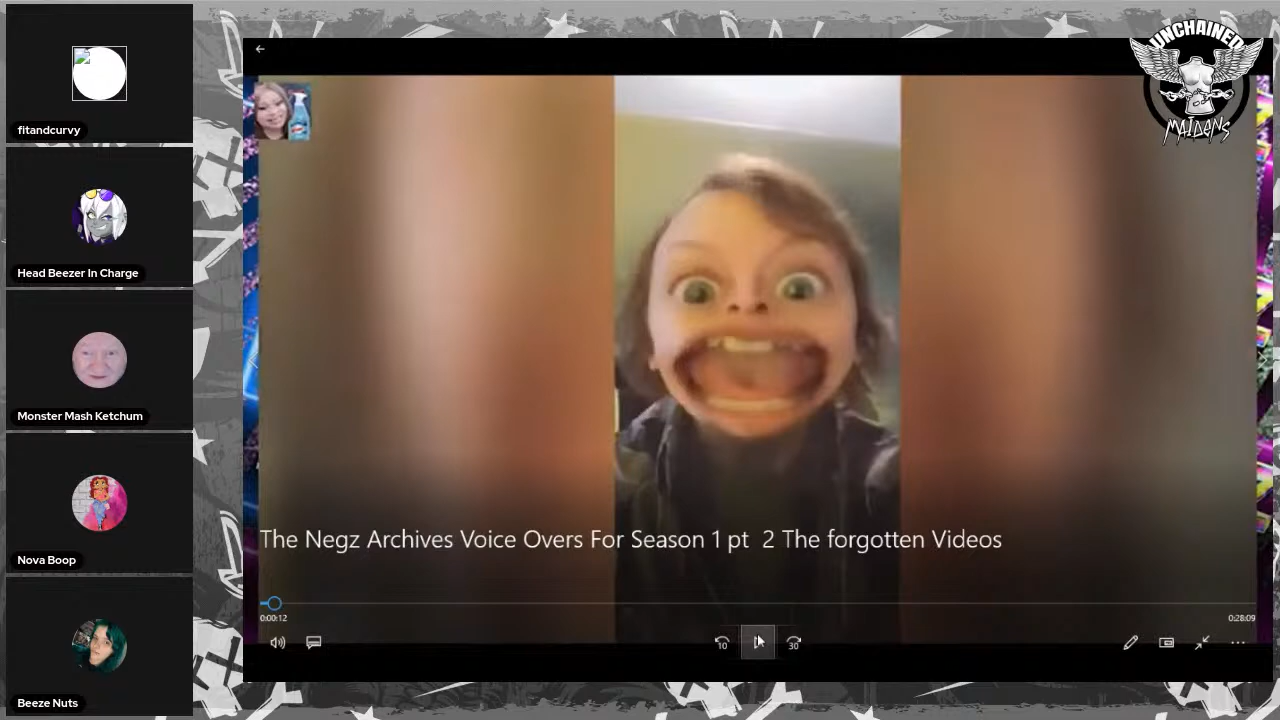 fitandcurvy
Head Beezer In Charge
Monster Mash Ketchum
Nova Boop
Beeze Nuts
UNCHAINED
MAIDENS
The Negz Archives Voice Overs For Season 1 pt 2 The forgotten Videos
0:00:12
0:28:09
10
30